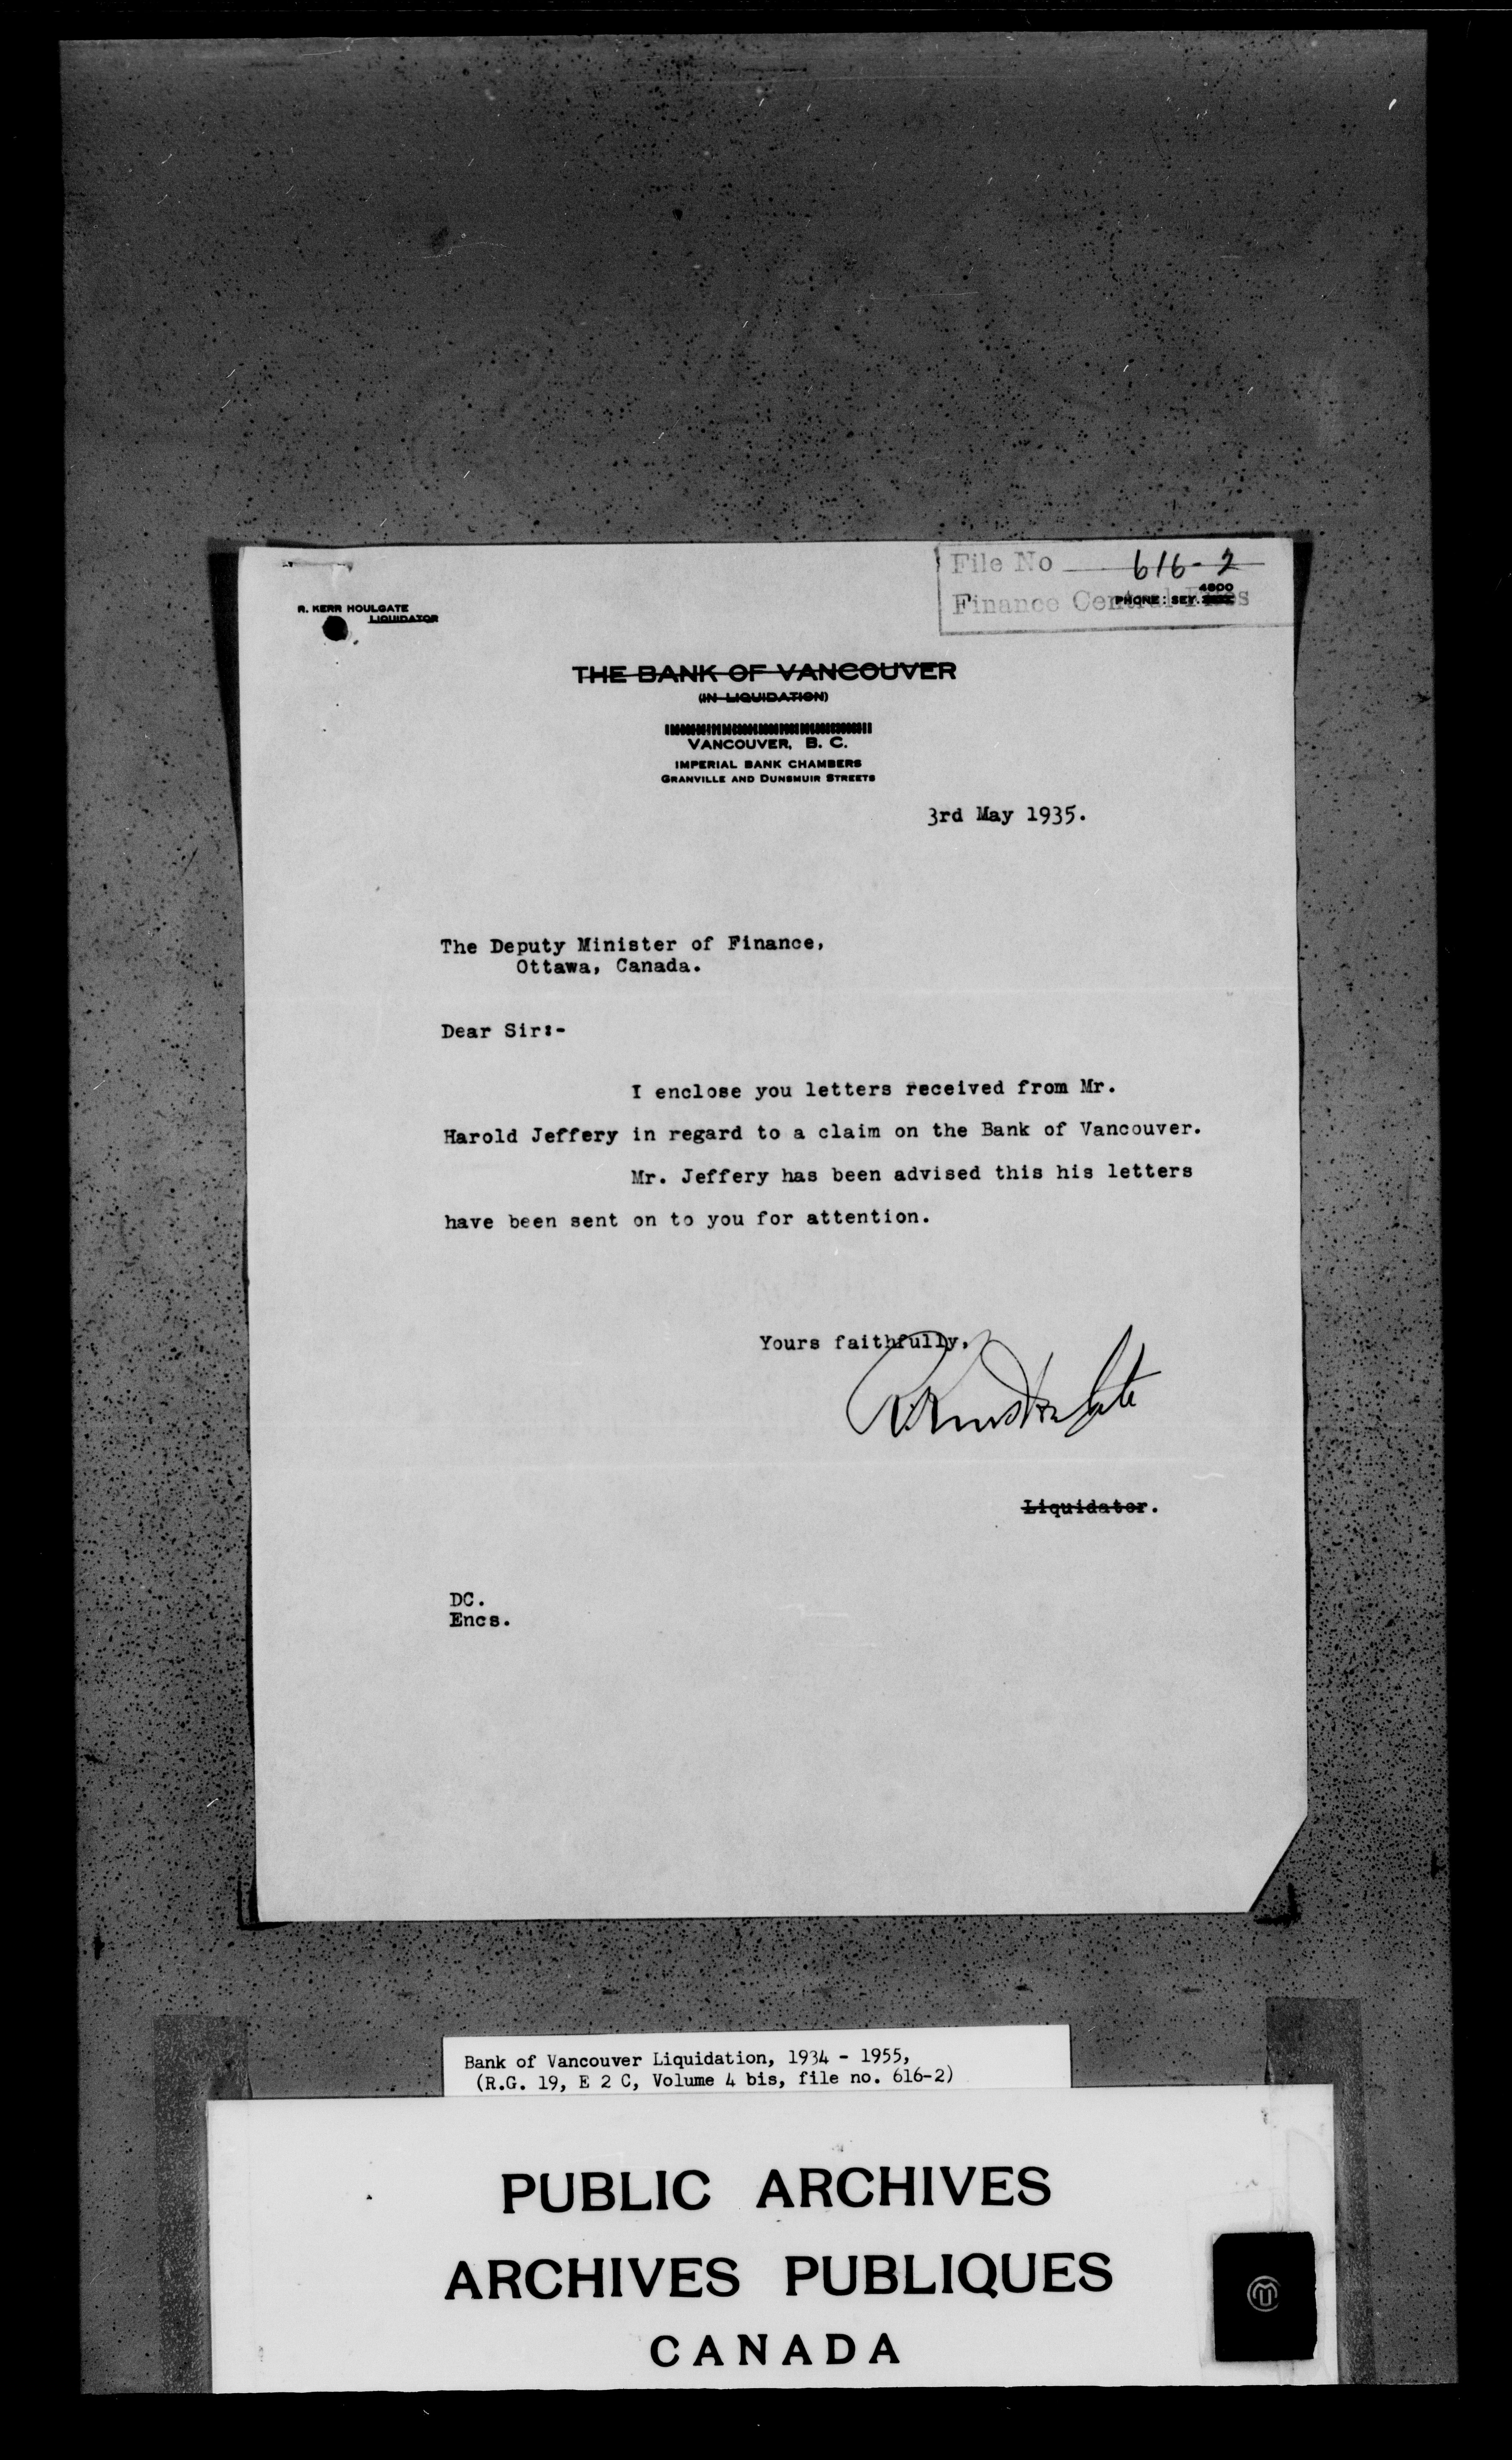 File No 616-2
Finance Central Files
PHONE: SEY. 4800
R. KERR HOULGATE
LIQUIDATOR
THE BANK OF VANCOUVER
(IN LIQUIDATION)
VANCOUVER, B. C.
IMPERIAL BANK CHAMBERS
GRANVILLE AND DUNSMUIR STREETS
3rd May 1935.
The Deputy Minister of Finance,
Ottawa, Canada.
Dear Sir:-
I enclose you letters received from Mr.
Harold Jeffery in regard to a claim on the Bank of Vancouver.
Mr. Jeffery has been advised this his letters
have been sent on to you for attention.
Yours faithfully,
R Kerr Houlgate
Liquidator.
DC.
Encs.
Bank of Vancouver Liquidation, 1934 - 1955,
(R.G. 19, E 2 C, Volume 4 bis, file no. 616-2)
PUBLIC ARCHIVES
ARCHIVES PUBLIQUES
CANADA